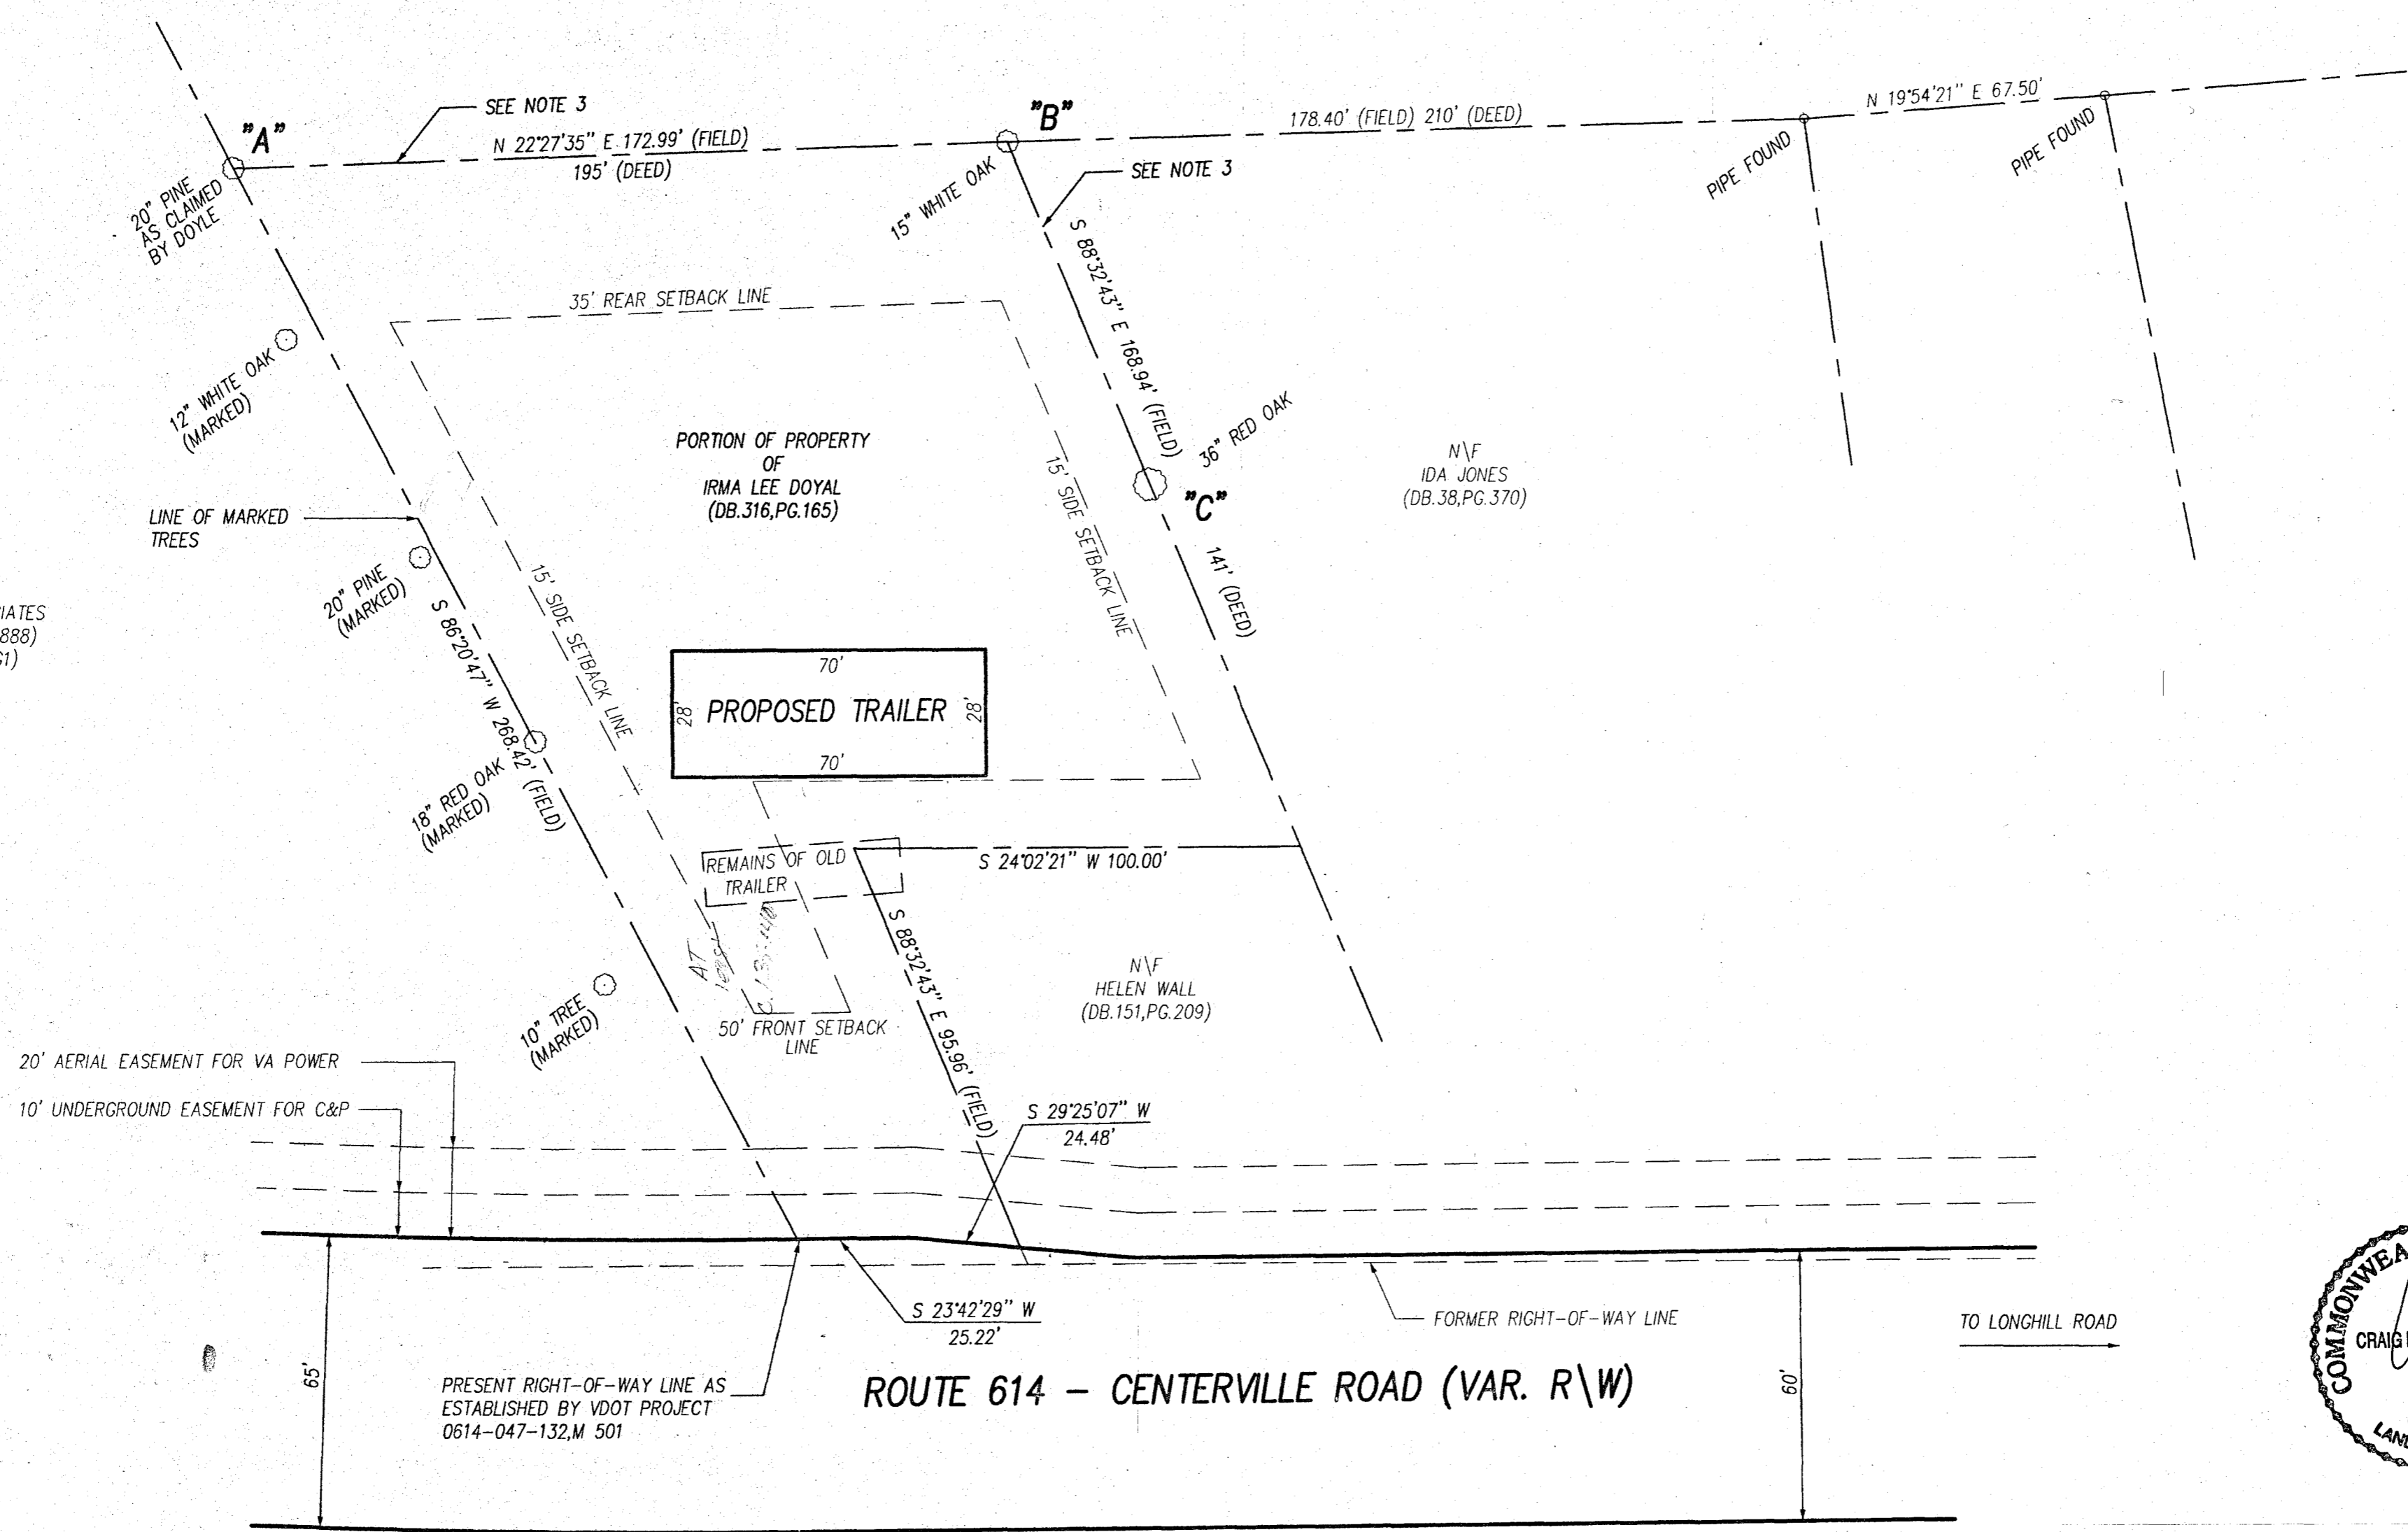 SEE NOTE 3
"A"
N 22°27'35" E 172.99' (FIELD)
195' (DEED)
"B"
178.40' (FIELD) 210' (DEED)
N 19°54'21" E 67.50'
20" PINE
AS CLAIMED
BY DOYLE
15" WHITE OAK
SEE NOTE 3
PIPE FOUND
PIPE FOUND
S 88°32'43" E 168.94' (FIELD)
35' REAR SETBACK LINE
12" WHITE OAK
(MARKED)
PORTION OF PROPERTY
OF
IRMA LEE DOYAL
(DB.316,PG.165)
36" RED OAK
"C"
N\F
IDA JONES
(DB.38,PG.370)
LINE OF MARKED
TREES
15' SIDE SETBACK LINE
141' (DEED)
20" PINE
(MARKED)
15' SIDE SETBACK LINE
S 86°20'47" W 268.42' (FIELD)
IATES
888)
1)
70'
28'
PROPOSED TRAILER
28'
70'
18" RED OAK
(MARKED)
REMAINS OF OLD
TRAILER
S 24°02'21" W 100.00'
S 88°32'43" E 95.96' (FIELD)
AT
N\F
HELEN WALL
(DB.151,PG.209)
10" TREE
(MARKED)
50' FRONT SETBACK
LINE
20' AERIAL EASEMENT FOR VA POWER
10' UNDERGROUND EASEMENT FOR C&P
S 29°25'07" W
24.48'
S 23°42'29" W
25.22'
FORMER RIGHT-OF-WAY LINE
TO LONGHILL ROAD
65'
PRESENT RIGHT-OF-WAY LINE AS
ESTABLISHED BY VDOT PROJECT
0614-047-132,M 501
ROUTE 614 - CENTERVILLE ROAD (VAR. R\W)
60'
COMMONWEA
CRAIG
LAN